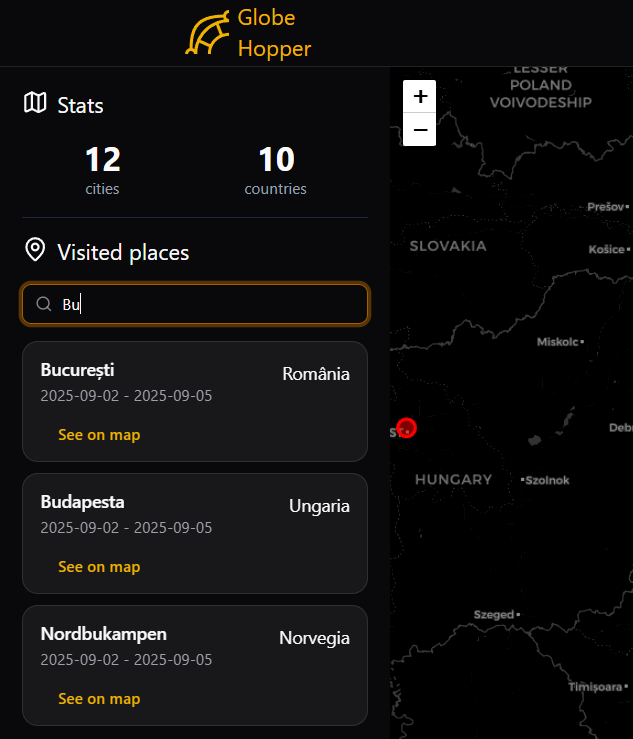 Globe
Hopper
Stats
12
10
cities
countries
Visited places
Bu
București
România
2025-09-02 - 2025-09-05
See on map
Budapesta
Ungaria
2025-09-02 - 2025-09-05
See on map
Nordbukampen
Norvegia
2025-09-02 - 2025-09-05
See on map
+
−
LESSER
POLAND
VOIVODESHIP
Prešov
SLOVAKIA
Košice
Miskolc
HUNGARY
Szolnok
Szeged
Timișoara